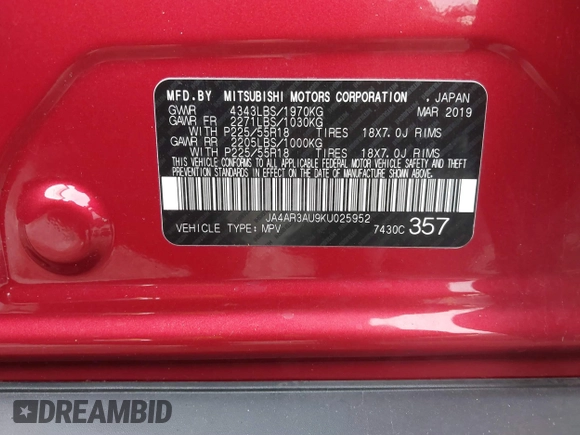 MFD.BY MITSUBISHI MOTORS CORPORATION , JAPAN
GVWR 4343LBS/1970KG MAR 2019
GAWR FR 2271LBS/1030KG
WITH P225/55R18 TIRES 18X7.0J RIMS
GAWR RR 2205LBS/1000KG
WITH P225/55R18 TIRES 18X7.0J RIMS
THIS VEHICLE CONFORMS TO ALL APPLICABLE FEDERAL MOTOR VEHICLE SAFETY BUMPER AND THEFT
PREVENTION STANDARDS IN EFFECT ON THE DATE OF MANUFACTURE SHOWN ABOVE.
JA4AR3AU9KU025952
VEHICLE TYPE: MPV 7430C 357
DREAMBID